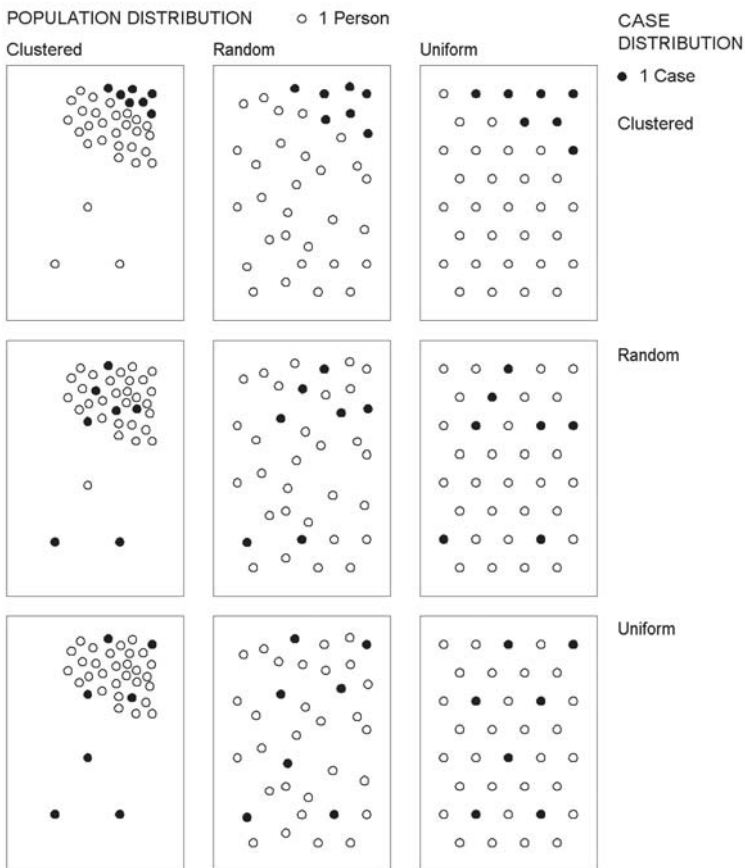 POPULATION DISTRIBUTION
1 Person
Clustered
Random
Uniform
CASE
DISTRIBUTION
1 Case
Clustered
Random
Uniform